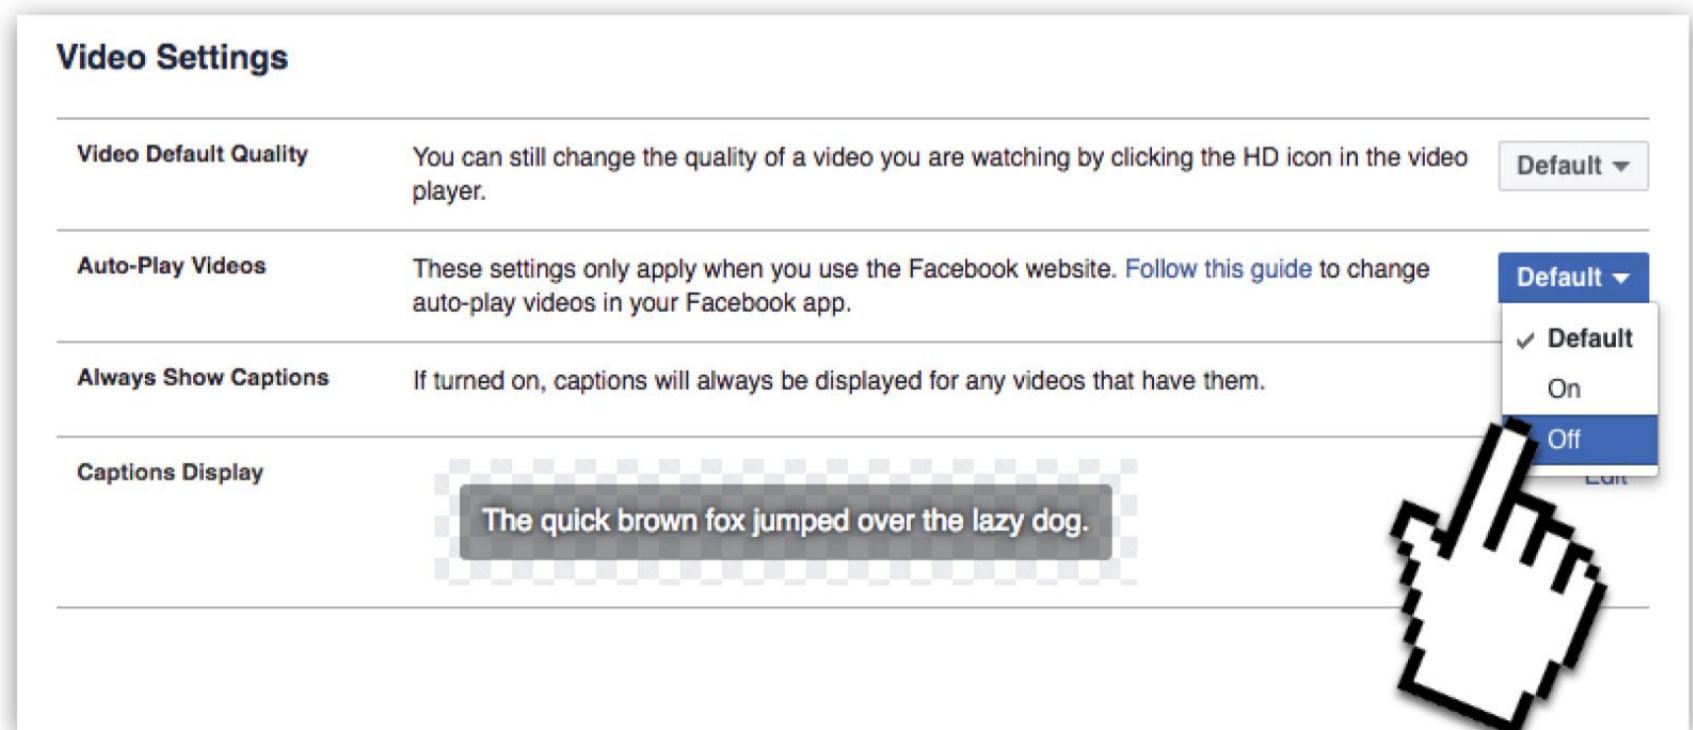 Video Settings
Video Default Quality
You can still change the quality of a video you are watching by clicking the HD icon in the video
player.
Default
Auto-Play Videos
These settings only apply when you use the Facebook website. Follow this guide to change
auto-play videos in your Facebook app.
Default
Default
On
Off
Always Show Captions
If turned on, captions will always be displayed for any videos that have them.
Captions Display
The quick brown fox jumped over the lazy dog.
Edit